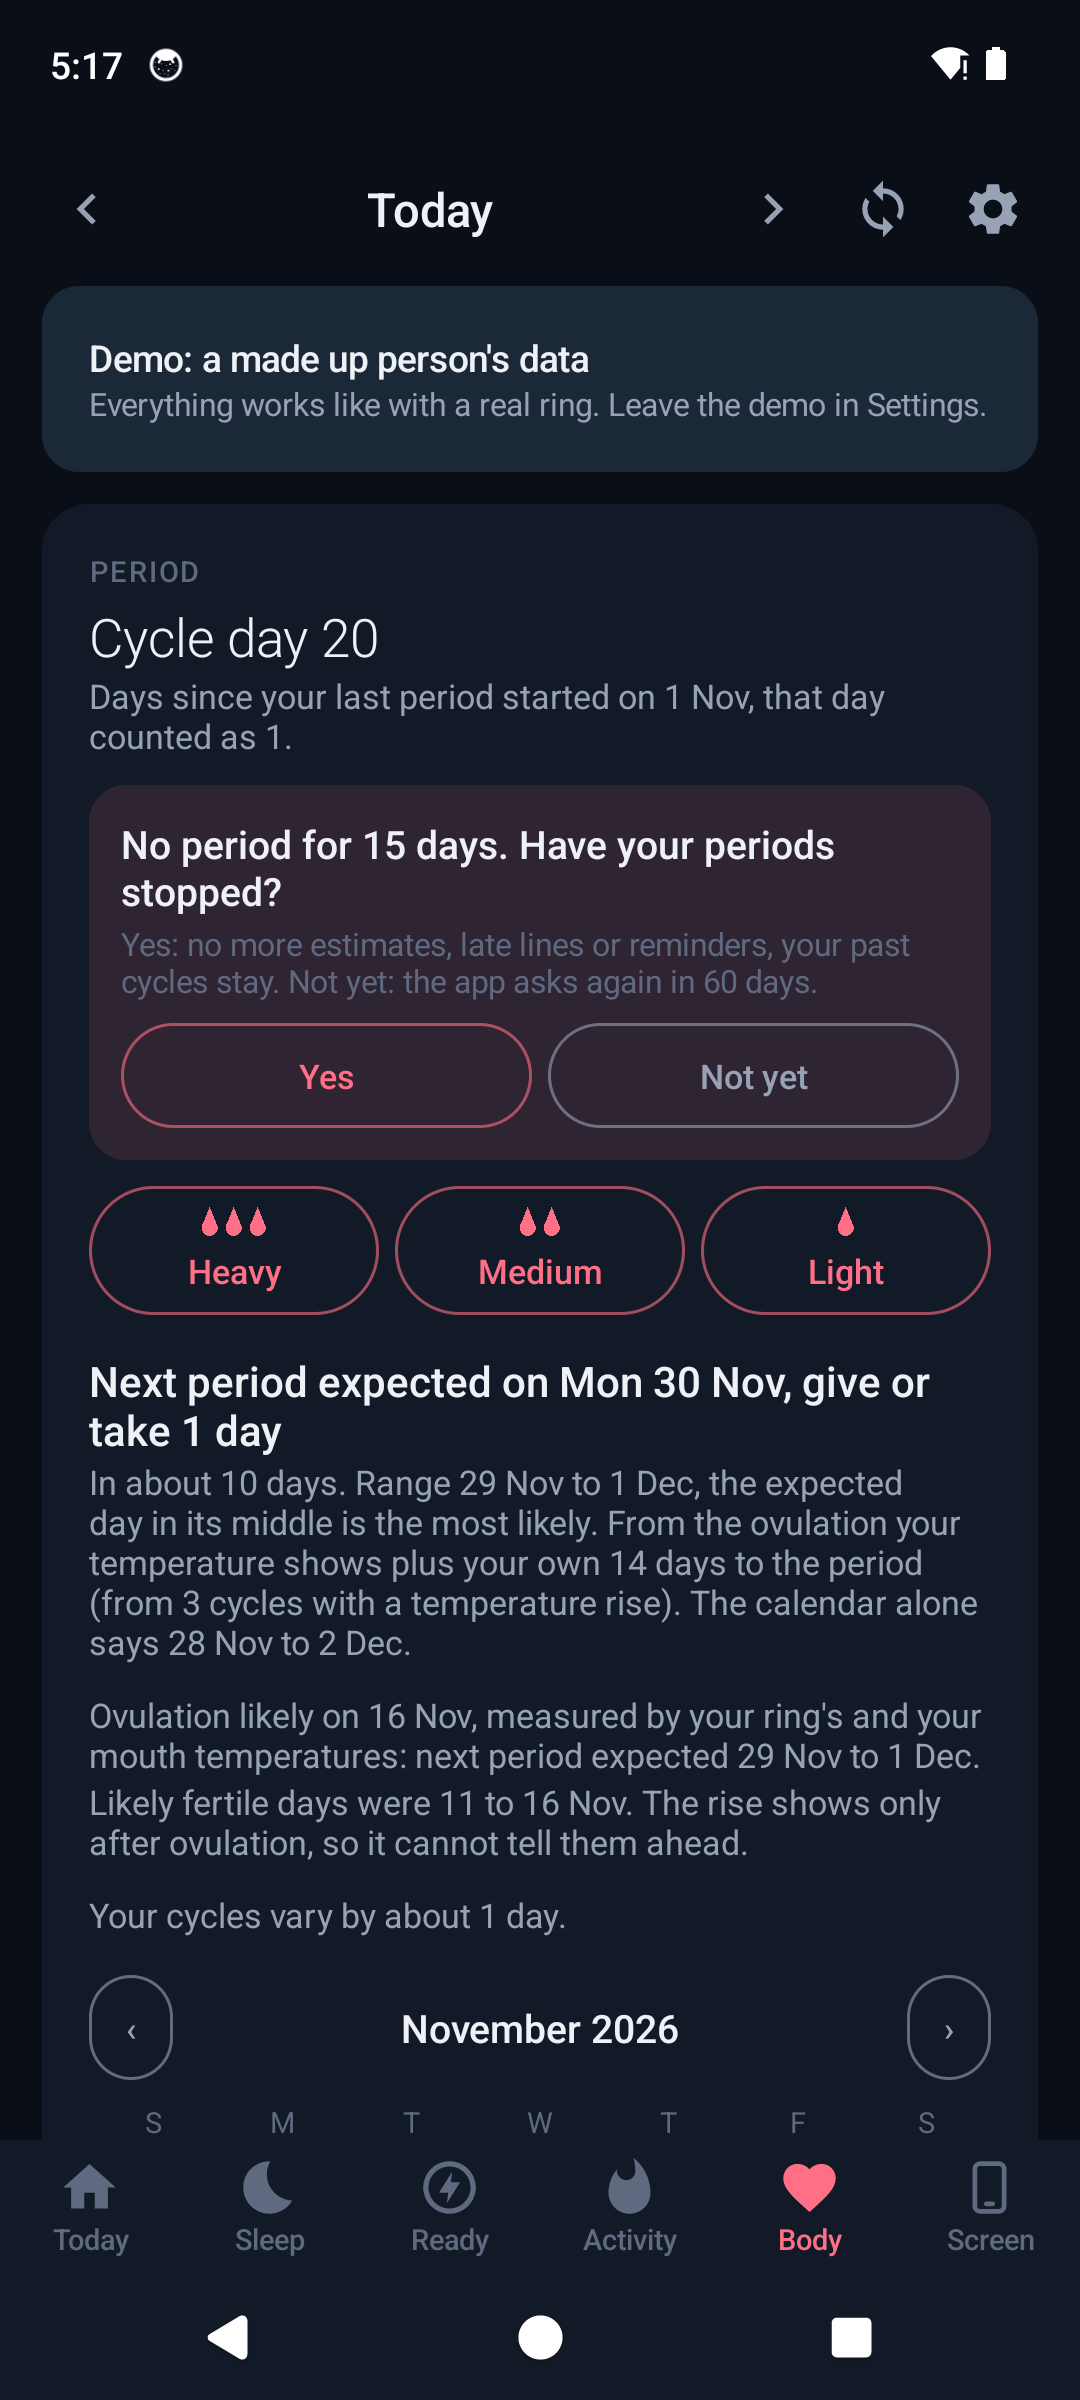 5:17
Today
Demo: a made up person's data
Everything works like with a real ring. Leave the demo in Settings.
PERIOD
Cycle day 20
Days since your last period started on 1 Nov, that day
counted as 1.
No period for 15 days. Have your periods
stopped?
Yes: no more estimates, late lines or reminders, your past
cycles stay. Not yet: the app asks again in 60 days.
Yes
Not yet
Heavy
Medium
Light
Next period expected on Mon 30 Nov, give or
take 1 day
In about 10 days. Range 29 Nov to 1 Dec, the expected
day in its middle is the most likely. From the ovulation your
temperature shows plus your own 14 days to the period
(from 3 cycles with a temperature rise). The calendar alone
says 28 Nov to 2 Dec.
Ovulation likely on 16 Nov, measured by your ring's and your
mouth temperatures: next period expected 29 Nov to 1 Dec.
Likely fertile days were 11 to 16 Nov. The rise shows only
after ovulation, so it cannot tell them ahead.
Your cycles vary by about 1 day.
‹ November 2026 ›
S M T W T F S
Today Sleep Ready Activity Body Screen